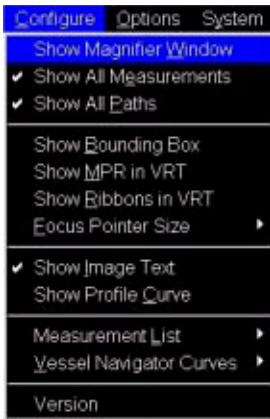 Configure Options System
Show Magnifier Window
✔ Show All Measurements
✔ Show All Paths
Show Bounding Box
Show MPR in VRT
Show Ribbons in VRT
Focus Pointer Size
✔ Show Image Text
Show Profile Curve
Measurement List
Vessel Navigator Curves
Version